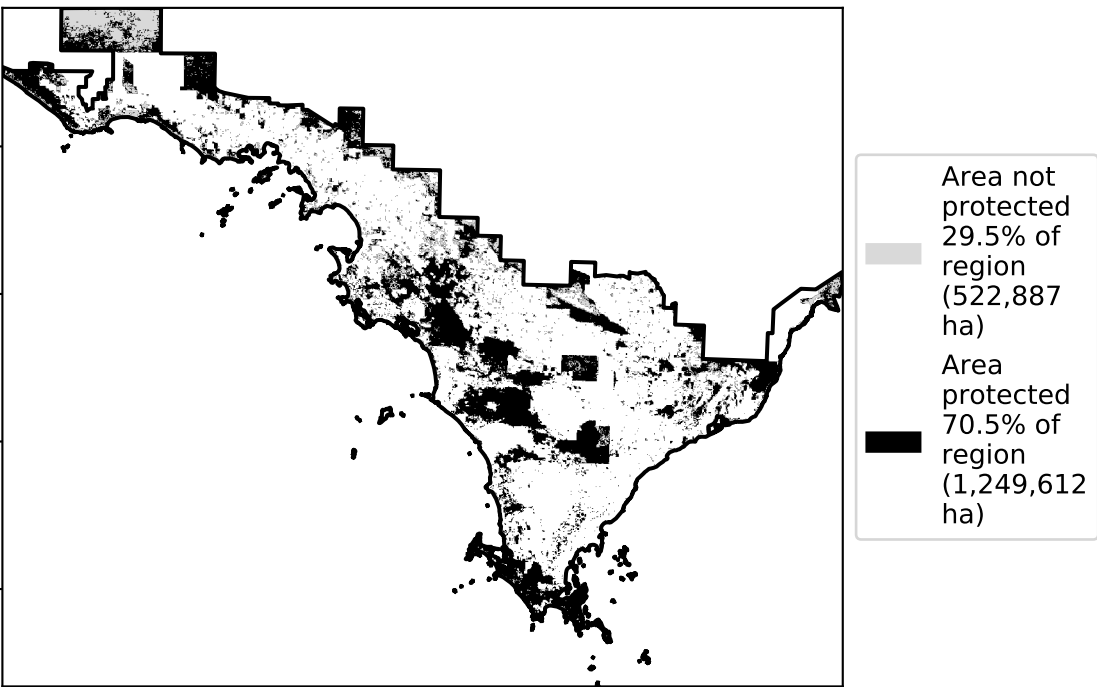 Area not
protected
29.5% of
region
(522,887
ha)
Area
protected
70.5% of
region
(1,249,612
ha)